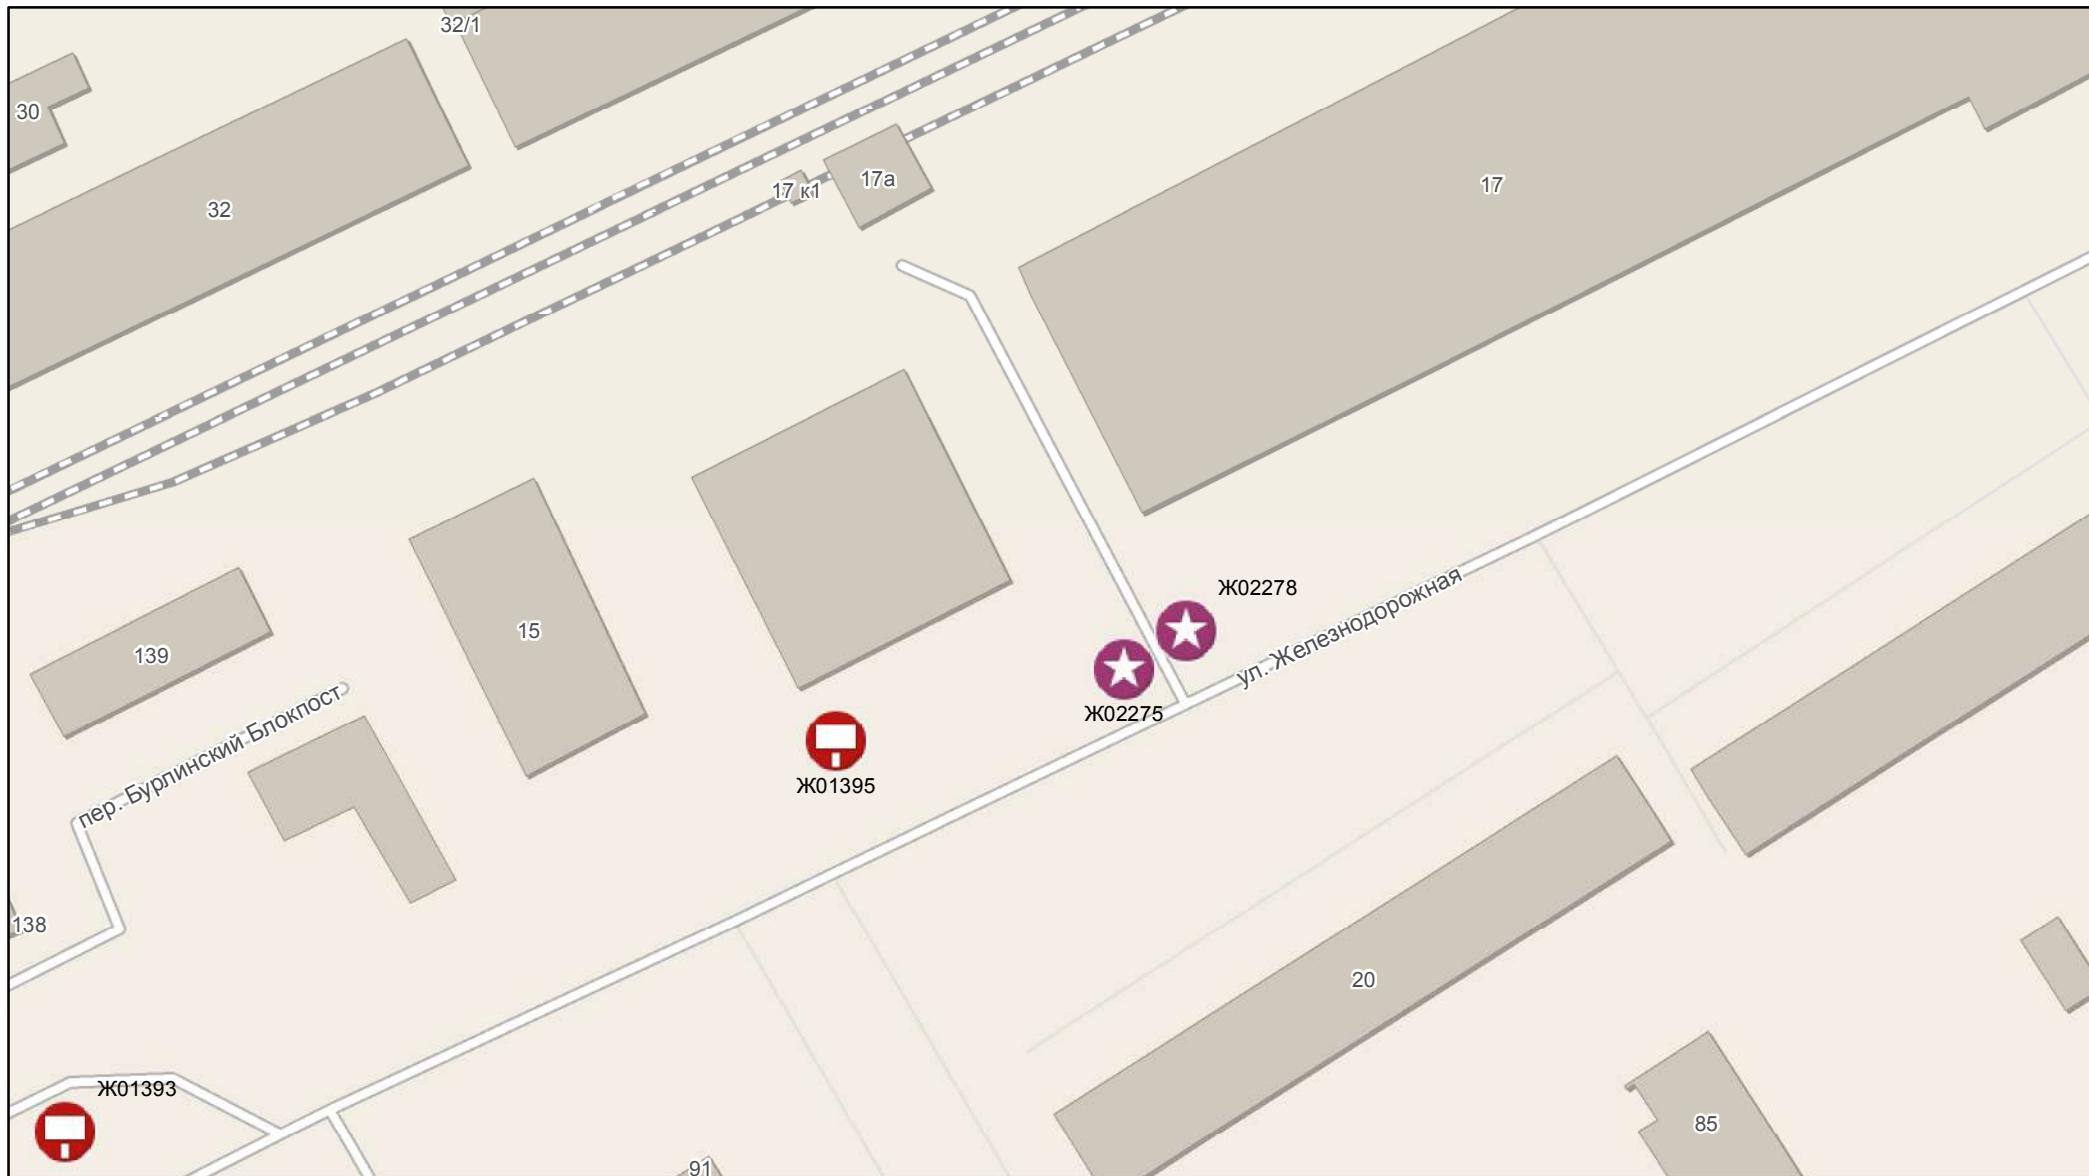 32/1
30
32
17 к1
17а
17
Ж02278
ул. Железнодорожная
15
139
Ж02275
пер. Бурлинский Блокпост
Ж01395
138
20
Ж01393
85
91